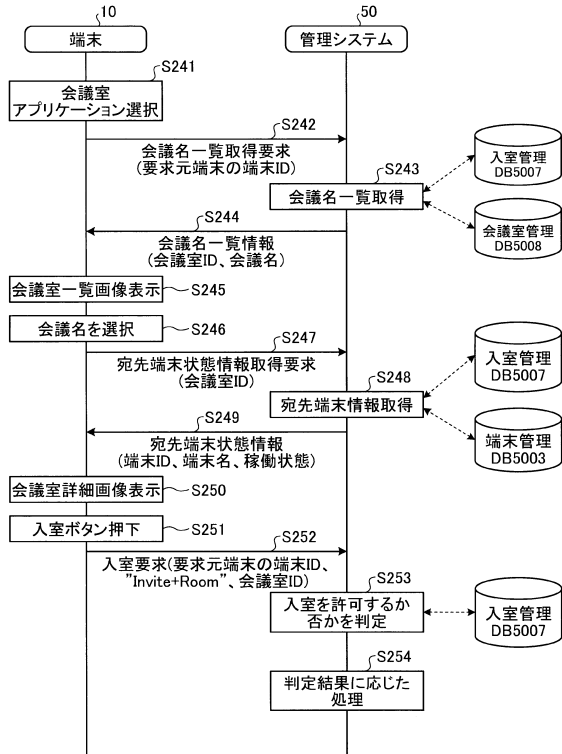 10
端末
50
管理システム
S241
会議室
アプリケーション選択
S242
会議名一覧取得要求
(要求元端末の端末ID)
S243
会議名一覧取得
入室管理
DB5007
会議室管理
DB5008
S244
会議名一覧情報
(会議室ID、会議名)
会議室一覧画像表示
S245
会議名を選択
S246
S247
宛先端末状態情報取得要求
(会議室ID)
S248
宛先端末情報取得
入室管理
DB5007
端末管理
DB5003
S249
宛先端末状態情報
(端末ID、端末名、稼働状態)
会議室詳細画像表示
S250
入室ボタン押下
S251
S252
入室要求(要求元端末の端末ID、
”Invite+Room”、会議室ID)
S253
入室を許可するか
否かを判定
入室管理
DB5007
S254
判定結果に応じた
処理